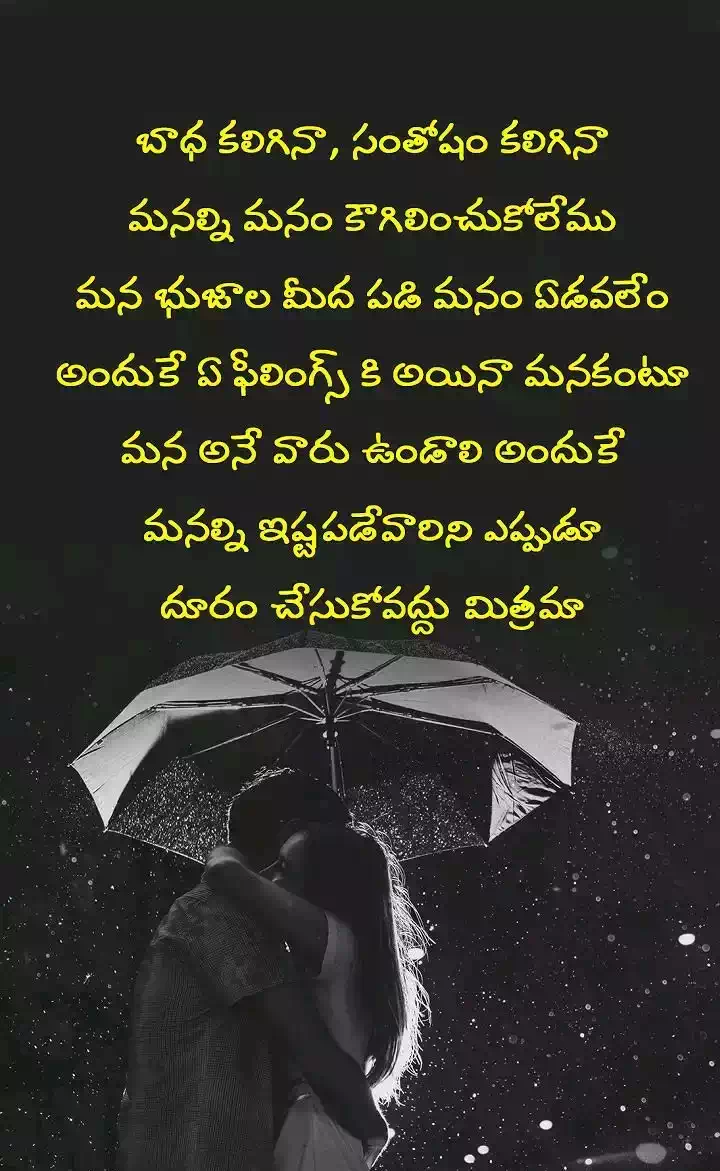 బాధ కలిగినా, సంతోషం కలిగినా
మనల్ని మనం కౌగిలించుకోలేము
మన భుజాల మీద పడి మనం ఏడవలేం
అందుకే ఏ ఫీలింగ్స్ కి అయినా మనకంటూ
మన అనే వారు ఉండాలి అందుకే
మనల్ని ఇష్టపడేవారిని ఎప్పుడూ
దూరం చేసుకోవద్దు మిత్రమా